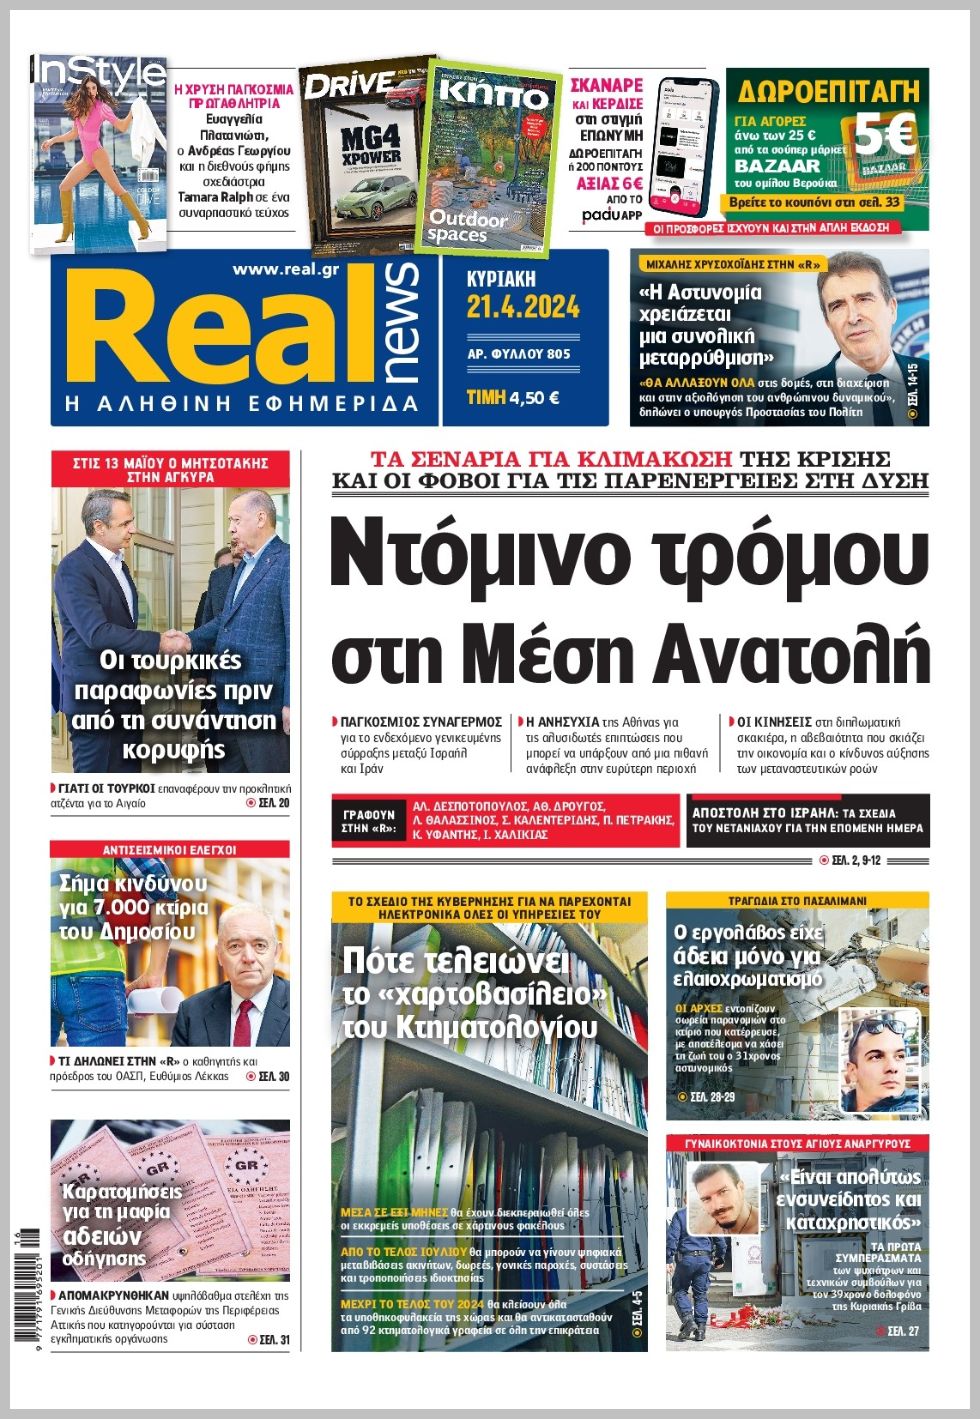 InStyle
Η ΧΡΥΣΗ ΠΑΓΚΟΣΜΙΑ
ΠΡΩΤΑΘΛΗΤΡΙΑ
Ευαγγελία
Πλατανιώτη,
ο Ανδρέας Γεωργίου
και η διεθνούς φήμης
σχεδιάστρια
Tamara Ralph σε ένα
συναρπαστικό τεύχος
DRIVE
MG4
XPOWER
κήπο
Outdoor
spaces
ΣΚΑΝΑΡΕ
ΚΑΙ ΚΕΡΔΙΣΕ
στη στιγμή
ΕΠΩΝΥΜΗ
ΔΩΡΟΕΠΙΤΑΓΗ
ή 200 ΠΟΝΤΟΥΣ
ΑΞΙΑΣ 6€
ΑΠΟ ΤΟ
paduAPP
ΔΩΡΟΕΠΙΤΑΓΗ
ΓΙΑ ΑΓΟΡΕΣ
άνω των 25 €
από τα σούπερ μάρκετ
BAZAAR
του ομίλου Βερούκα
5€
BAZAAR
Βρείτε το κουπόνι στη σελ. 33
ΟΙ ΠΡΟΣΦΟΡΕΣ ΙΣΧΥΟΥΝ ΚΑΙ ΣΤΗΝ ΑΠΛΗ ΕΚΔΟΣΗ
www.real.gr
Real
news
Η ΑΛΗΘΙΝΗ ΕΦΗΜΕΡΙΔΑ
ΚΥΡΙΑΚΗ
21.4.2024
ΑΡ. ΦΥΛΛΟΥ 805
ΤΙΜΗ 4,50 €
ΜΙΧΑΛΗΣ ΧΡΥΣΟΧΟΪΔΗΣ ΣΤΗΝ «R»
«Η Αστυνομία
χρειάζεται
μια συνολική
μεταρρύθμιση»
«ΘΑ ΑΛΛΑΞΟΥΝ ΟΛΑ στις δομές, στη διαχείριση
και στην αξιολόγηση του ανθρώπινου δυναμικού»,
δηλώνει ο υπουργός Προστασίας του Πολίτη
ΣΕΛ. 14-15
ΣΤΙΣ 13 ΜΑΪΟΥ Ο ΜΗΤΣΟΤΑΚΗΣ
ΣΤΗΝ ΑΓΚΥΡΑ
Οι τουρκικές
παραφωνίες πριν
από τη συνάντηση
κορυφής
ΓΙΑΤΙ ΟΙ ΤΟΥΡΚΟΙ επαναφέρουν την προκλητική
ατζέντα για το Αιγαίο
ΣΕΛ. 20
ΤΑ ΣΕΝΑΡΙΑ ΓΙΑ ΚΛΙΜΑΚΩΣΗ ΤΗΣ ΚΡΙΣΗΣ
ΚΑΙ ΟΙ ΦΟΒΟΙ ΓΙΑ ΤΙΣ ΠΑΡΕΝΕΡΓΕΙΕΣ ΣΤΗ ΔΥΣΗ
Ντόμινο τρόμου
στη Μέση Ανατολή
ΠΑΓΚΟΣΜΙΟΣ ΣΥΝΑΓΕΡΜΟΣ
για το ενδεχόμενο γενικευμένης
σύρραξης μεταξύ Ισραήλ
και Ιράν
Η ΑΝΗΣΥΧΙΑ της Αθήνας για
τις αλυσιδωτές επιπτώσεις που
μπορεί να υπάρξουν από μια πιθανή
ανάφλεξη στην ευρύτερη περιοχή
ΟΙ ΚΙΝΗΣΕΙΣ στη διπλωματική
σκακιέρα, η αβεβαιότητα που σκιάζει
την οικονομία και ο κίνδυνος αύξησης
των μεταναστευτικών ροών
ΓΡΑΦΟΥΝ
ΣΤΗΝ «R»:
ΑΛ. ΔΕΣΠΟΤΟΠΟΥΛΟΣ, ΑΘ. ΔΡΟΥΓΟΣ,
Λ. ΘΑΛΑΣΣΙΝΟΣ, Σ. ΚΑΛΕΝΤΕΡΙΔΗΣ, Π. ΠΕΤΡΑΚΗΣ,
Κ. ΥΦΑΝΤΗΣ, Ι. ΧΑΛΙΚΙΑΣ
ΑΠΟΣΤΟΛΗ ΣΤΟ ΙΣΡΑΗΛ: ΤΑ ΣΧΕΔΙΑ
ΤΟΥ ΝΕΤΑΝΙΑΧΟΥ ΓΙΑ ΤΗΝ ΕΠΟΜΕΝΗ ΗΜΕΡΑ
ΣΕΛ. 2, 9-12
ΑΝΤΙΣΕΙΣΜΙΚΟΙ ΕΛΕΓΧΟΙ
Σήμα κινδύνου
για 7.000 κτίρια
του Δημοσίου
ΤΙ ΔΗΛΩΝΕΙ ΣΤΗΝ «R» ο καθηγητής και
πρόεδρος του ΟΑΣΠ, Ευθύμιος Λέκκας
ΣΕΛ. 30
GR
GR
GR
Καρατομήσεις
για τη μαφία
αδειών
οδήγησης
ΑΠΟΜΑΚΡΥΝΘΗΚΑΝ υψηλόβαθμα στελέχη της
Γενικής Διεύθυνσης Μεταφορών της Περιφέρειας
Αττικής που κατηγορούνται για σύσταση
εγκληματικής οργάνωσης
ΣΕΛ. 31
16
9 771791 695201
ΤΟ ΣΧΕΔΙΟ ΤΗΣ ΚΥΒΕΡΝΗΣΗΣ ΓΙΑ ΝΑ ΠΑΡΕΧΟΝΤΑΙ
ΗΛΕΚΤΡΟΝΙΚΑ ΟΛΕΣ ΟΙ ΥΠΗΡΕΣΙΕΣ ΤΟΥ
Πότε τελειώνει
το «χαρτοβασίλειο»
του Κτηματολογίου
ΜΕΣΑ ΣΕ ΕΞΙ ΜΗΝΕΣ θα έχουν διεκπεραιωθεί όλες
οι εκκρεμείς υποθέσεις σε χάρτινους φακέλους
ΑΠΟ ΤΟ ΤΕΛΟΣ ΙΟΥΛΙΟΥ θα μπορούν να γίνουν ψηφιακά
μεταβιβάσεις ακινήτων, δωρεές, γονικές παροχές, συστάσεις
και τροποποιήσεις ιδιοκτησίας
ΜΕΧΡΙ ΤΟ ΤΕΛΟΣ ΤΟΥ 2024 θα κλείσουν όλα
τα υποθηκοφυλακεία της χώρας και θα αντικατασταθούν
από 92 κτηματολογικά γραφεία σε όλη την επικράτεια
ΣΕΛ. 4-5
ΤΡΑΓΩΔΙΑ ΣΤΟ ΠΑΣΑΛΙΜΑΝΙ
Ο εργολάβος είχε
άδεια μόνο για
ελαιοχρωματισμό
ΟΙ ΑΡΧΕΣ εντοπίζουν
σωρεία παρανομιών στο
κτίριο που κατέρρευσε,
με αποτέλεσμα να χάσει
τη ζωή του ο 31χρονος
αστυνομικός
ΣΕΛ. 28-29
ΓΥΝΑΙΚΟΚΤΟΝΙΑ ΣΤΟΥΣ ΑΓΙΟΥΣ ΑΝΑΡΓΥΡΟΥΣ
«Είναι απολύτως
ενσυνείδητος και
καταχρηστικός»
ΤΑ ΠΡΩΤΑ
ΣΥΜΠΕΡΑΣΜΑΤΑ
των ψυχιάτρων και
τεχνικών συμβούλων για
τον 39χρονο δολοφόνο
της Κυριακής Γρίβα
ΣΕΛ. 27